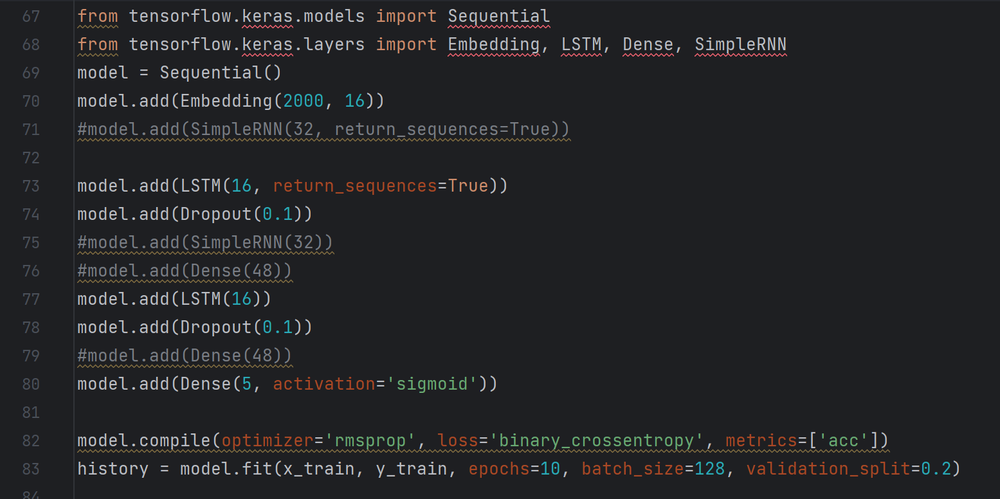 67 from tensorflow.keras.models import Sequential
68 from tensorflow.keras.layers import Embedding, LSTM, Dense, SimpleRNN
69 model = Sequential()
70 model.add(Embedding(2000, 16))
71 #model.add(SimpleRNN(32, return_sequences=True))
72
73 model.add(LSTM(16, return_sequences=True))
74 model.add(Dropout(0.1))
75 #model.add(SimpleRNN(32))
76 #model.add(Dense(48))
77 model.add(LSTM(16))
78 model.add(Dropout(0.1))
79 #model.add(Dense(48))
80 model.add(Dense(5, activation='sigmoid'))
81
82 model.compile(optimizer='rmsprop', loss='binary_crossentropy', metrics=['acc'])
83 history = model.fit(x_train, y_train, epochs=10, batch_size=128, validation_split=0.2)
84